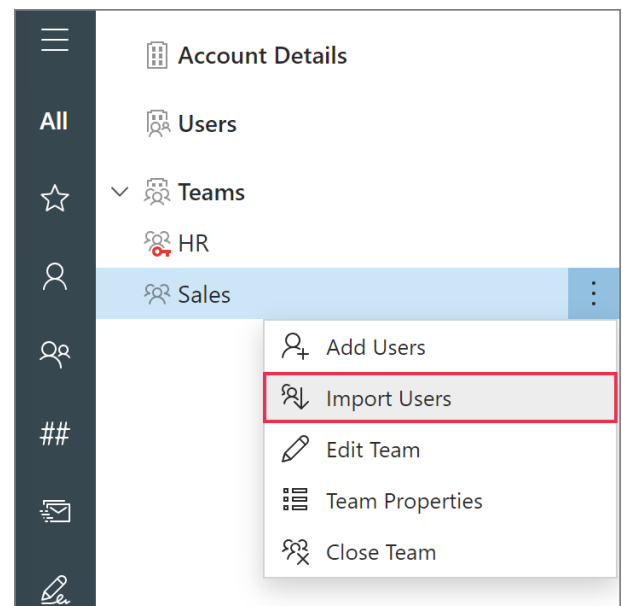 Account Details
All
Users
Teams
HR
Sales
Add Users
Import Users
##
Edit Team
Team Properties
Close Team